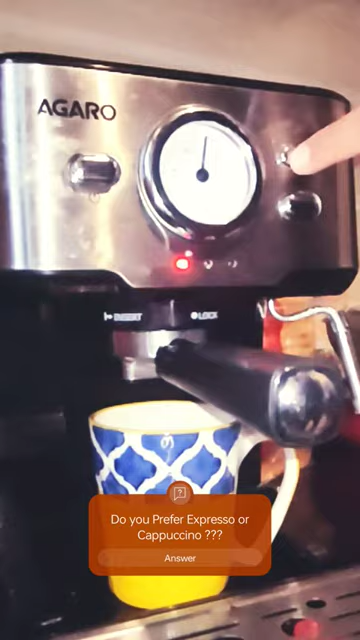 AGARO
INSERT
LOCK
Do you Prefer Expresso or
Cappuccino ???
Answer